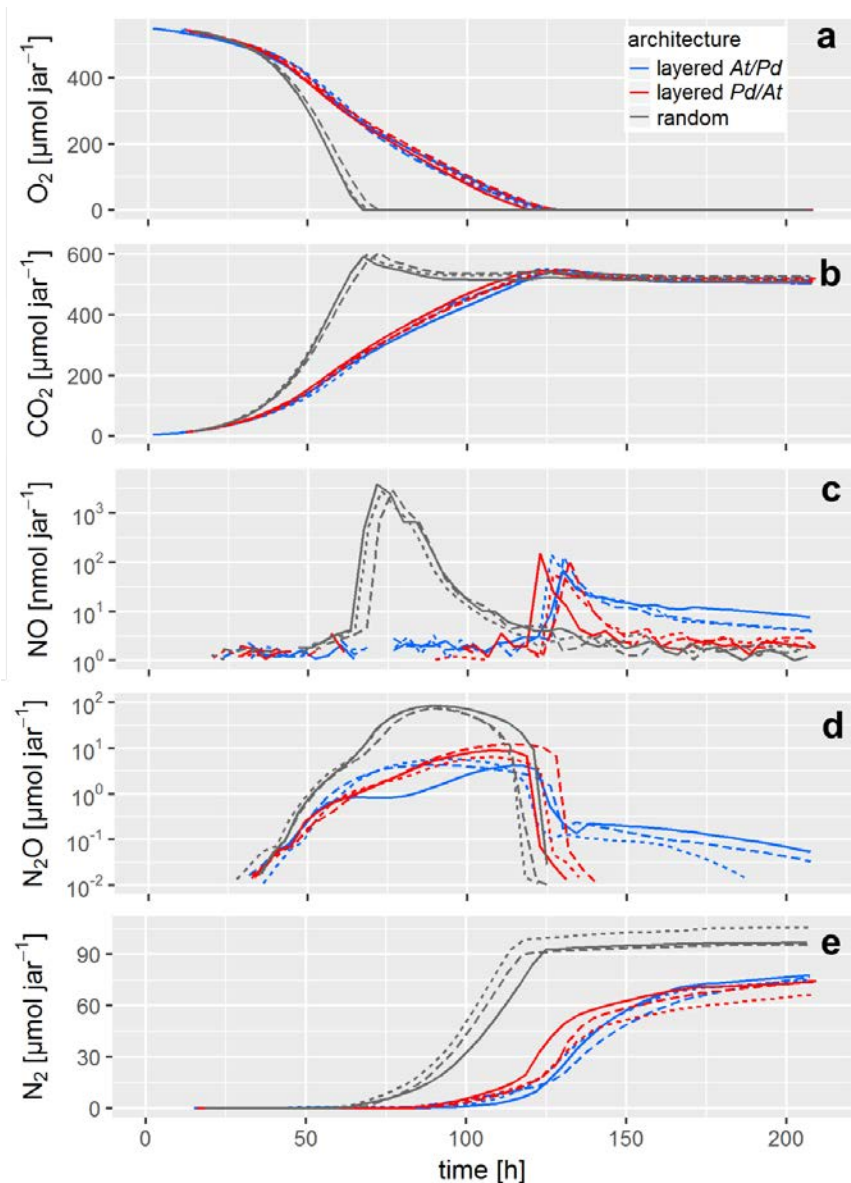 a
O₂ [µmol jar⁻¹]
400
200
0
architecture
layered At/Pd
layered Pd/At
random
b
CO₂ [µmol jar⁻¹]
600
400
200
0
c
NO [nmol jar⁻¹]
10³
10²
10¹
10⁰
d
N₂O [µmol jar⁻¹]
10²
10¹
10⁰
10⁻¹
10⁻²
e
N₂ [µmol jar⁻¹]
90
60
30
0
0 50 100 150 200
time [h]